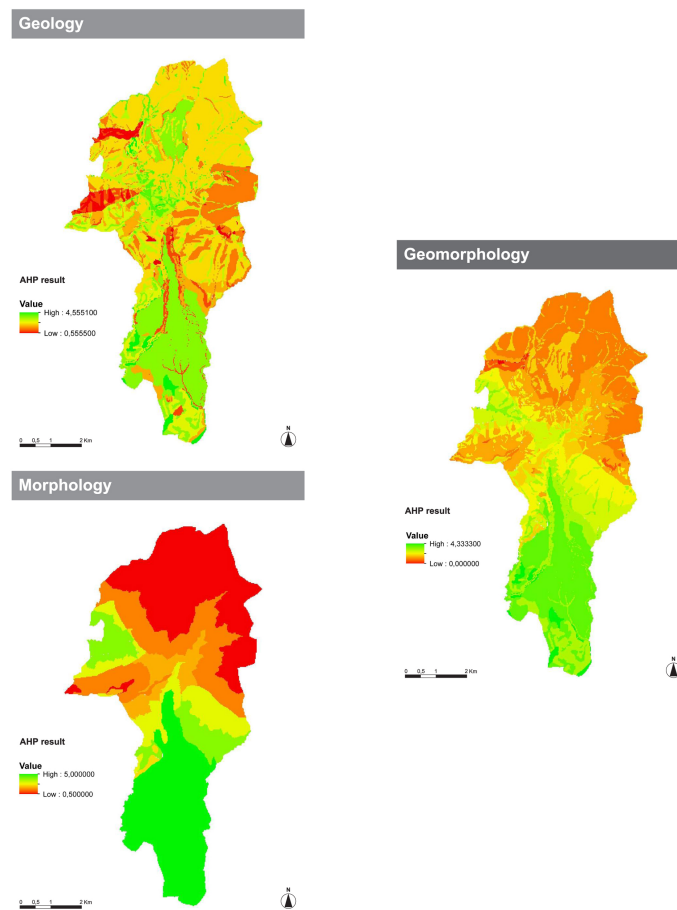 Geology
AHP result
Value
High : 4,555100
Low : 0,555500
0 0,5 1 2 Km
N
Morphology
AHP result
Value
High : 5,000000
Low : 0,500000
0 0,5 1 2 Km
N
Geomorphology
AHP result
Value
High : 4,333300
Low : 0,000000
0 0,5 1 2 Km
N